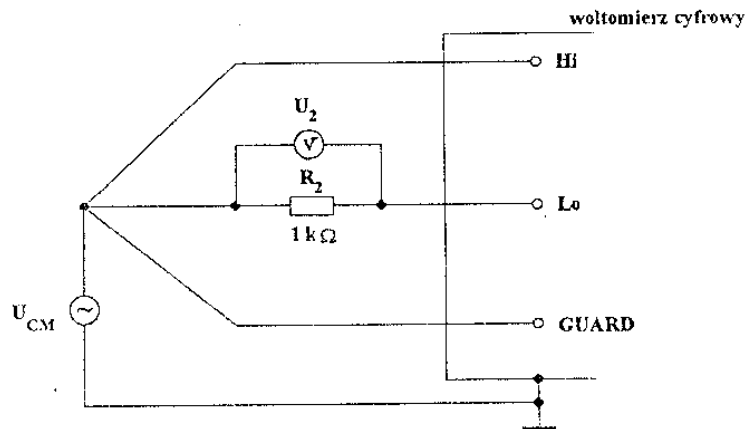 woltomierz cyfrowy
Hi
U2
V
R2
1 kΩ
Lo
UCM
~
GUARD